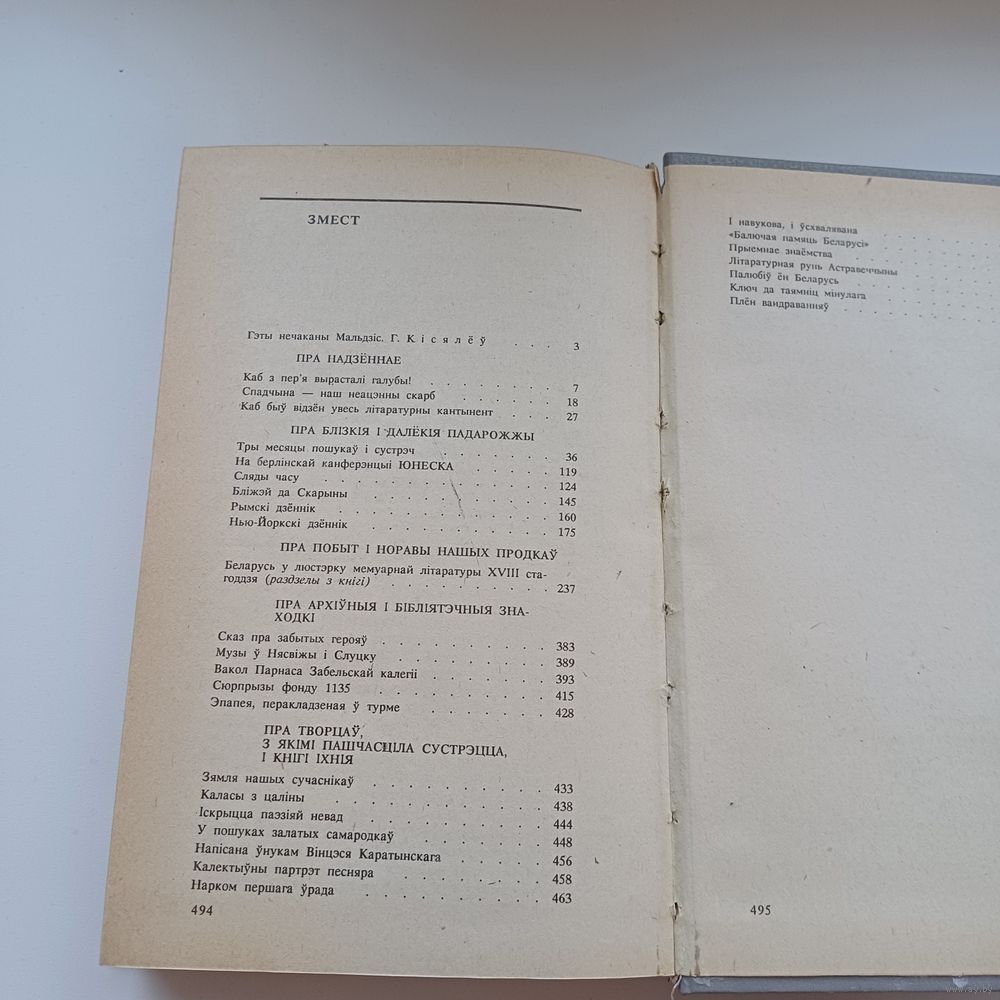 ЗМЕСТ
Гэты нечаканы Мальдзіс. Г. Кісялёў . . . 3
ПРА НАДЗЁННАЕ
Каб з пер'я вырасталі галубы! . . . . . . . 7
Спадчына — наш неацэнны скарб . . . . . . 18
Каб быў відзён увесь літаратурны кантынент . . . 27
ПРА БЛІЗКІЯ І ДАЛЁКІЯ ПАДАРОЖЖЫ
Тры месяцы пошукаў і сустрэч . . . . . . . 36
На берлінскай канферэнцыі ЮНЕСКА . . . . . 119
Сляды часу . . . . . . . . . . . . 124
Бліжэй да Скарыны . . . . . . . . . . 145
Рымскі дзённік . . . . . . . . . . . 160
Нью-Йоркскі дзённік . . . . . . . . . . 175
ПРА ПОБЫТ І НОРАВЫ НАШЫХ ПРОДКАЎ
Беларусь у люстэрку мемуарнай літаратуры XVIII ста-
годдзя (раздзелы з кнігі) . . . . . . . . . 237
ПРА АРХІЎНЫЯ І БІБЛІЯТЭЧНЫЯ ЗНА-
ХОДКІ
Сказ пра забытых герояў . . . . . . . . . 383
Музы ў Нясвіжы і Слуцку . . . . . . . . 389
Вакол Парнаса Забельскай калегіі . . . . . . 393
Сюрпрызы фонду 1135 . . . . . . . . . 415
Эпапея, перакладзеная ў турме . . . . . . . 428
ПРА ТВОРЦАЎ,
З ЯКІМІ ПАШЧАСЦІЛА СУСТРЭЦЦА,
І КНІГІ ІХНІЯ
Зямля нашых сучаснікаў . . . . . . . . . 433
Каласы з цаліны . . . . . . . . . . . 438
Іскрыцца паэзіяй невад . . . . . . . . . 444
У пошуках залатых самародкаў . . . . . . . 448
Напісана ўнукам Вінцэся Каратынскага . . . . . 456
Калектыўны партрэт песняра . . . . . . . 458
Нарком першага ўрада . . . . . . . . . 463
494
І навукова, і ўсхвалявана
«Балючая памяць Беларусі»
Прыемнае знаёмства
Літаратурная рунь Астравеччыны
Палюбіў ён Беларусь
Ключ да таямніц мінулага
Плён вандраванняў
495